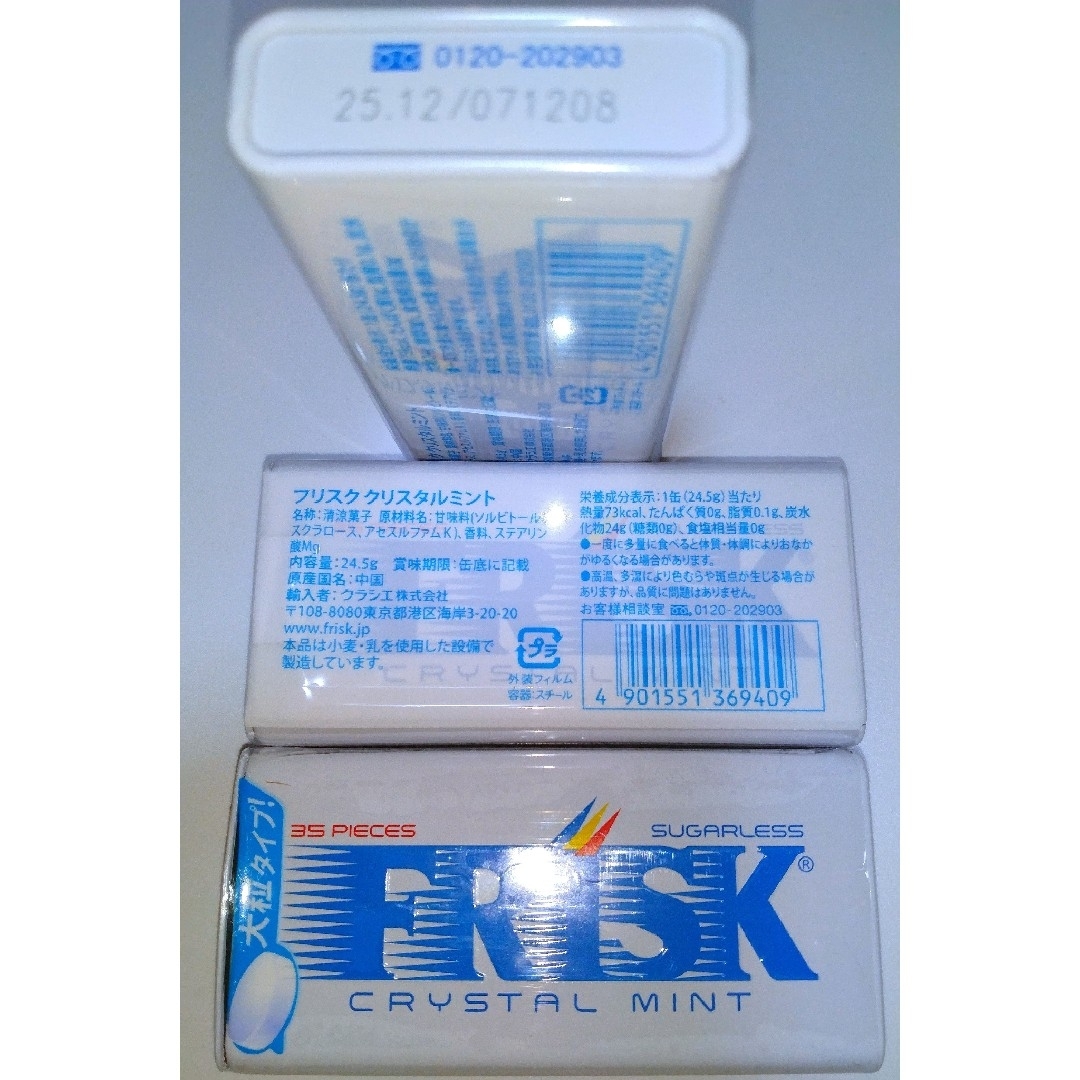 0120-202903
25.12/071208
フリスク クリスタルミント
名称:清涼菓子 原材料名:甘味料(ソルビトール、
スクラロース、アセスルファムK)、香料、ステアリン
酸Mg
内容量:24.5g 賞味期限:缶底に記載
原産国名:中国
輸入者:クラシエ株式会社
〒108-8080東京都港区海岸3-20-20
www.frisk.jp
本品は小麦・乳を使用した設備で
製造しています。
プラ
外装フィルム
容器:スチール
栄養成分表示:1缶(24.5g)当たり
熱量73kcal、たんぱく質0g、脂質0.1g、炭水
化物24g(糖類0g)、食塩相当量0g
●一度に多量に食べると体質・体調によりおなか
がゆるくなる場合があります。
●高温、多湿により色むらや斑点が生じる場合が
ありますが、品質に問題はありません。
お客様相談室 0120-202903
4 901551 369409
大粒タイプ!
35 PIECES
SUGARLESS
FRISK®
CRYSTAL MINT